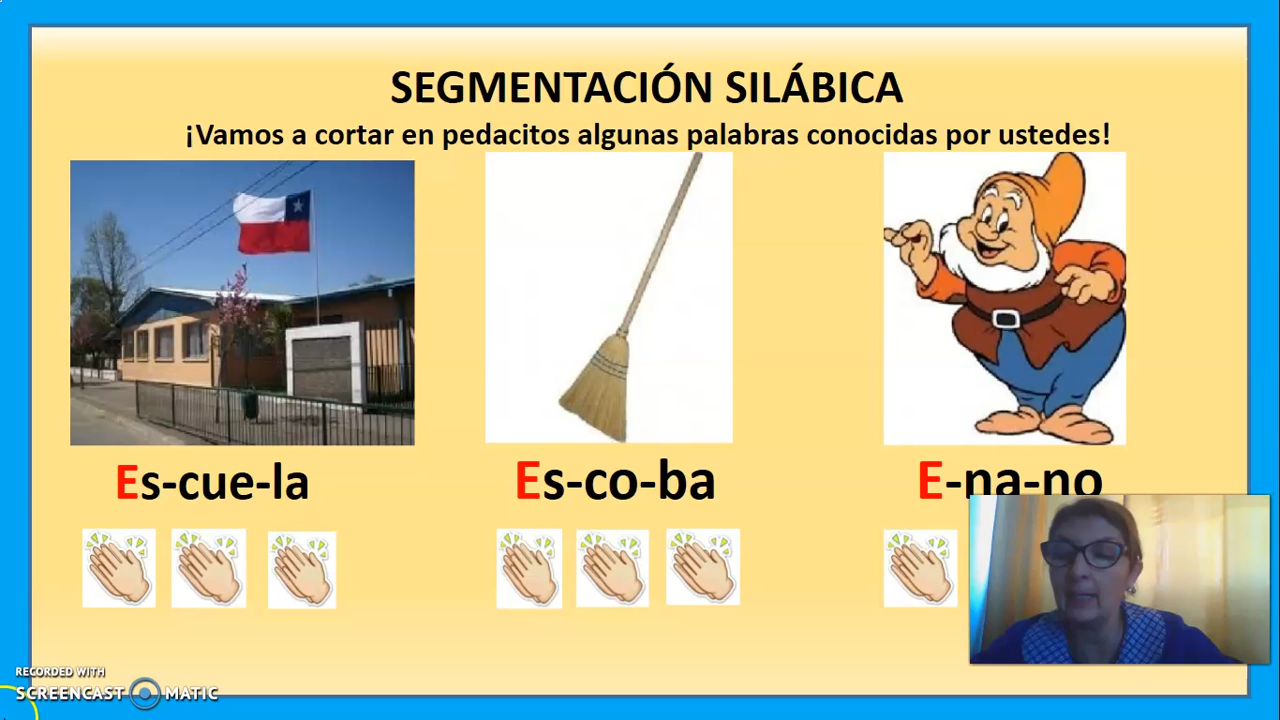 SEGMENTACIÓN SILÁBICA
¡Vamos a cortar en pedacitos algunas palabras conocidas por ustedes!
Es-cue-la
Es-co-ba
E-na-no
RECORDED WITH
SCREENCAST MATIC